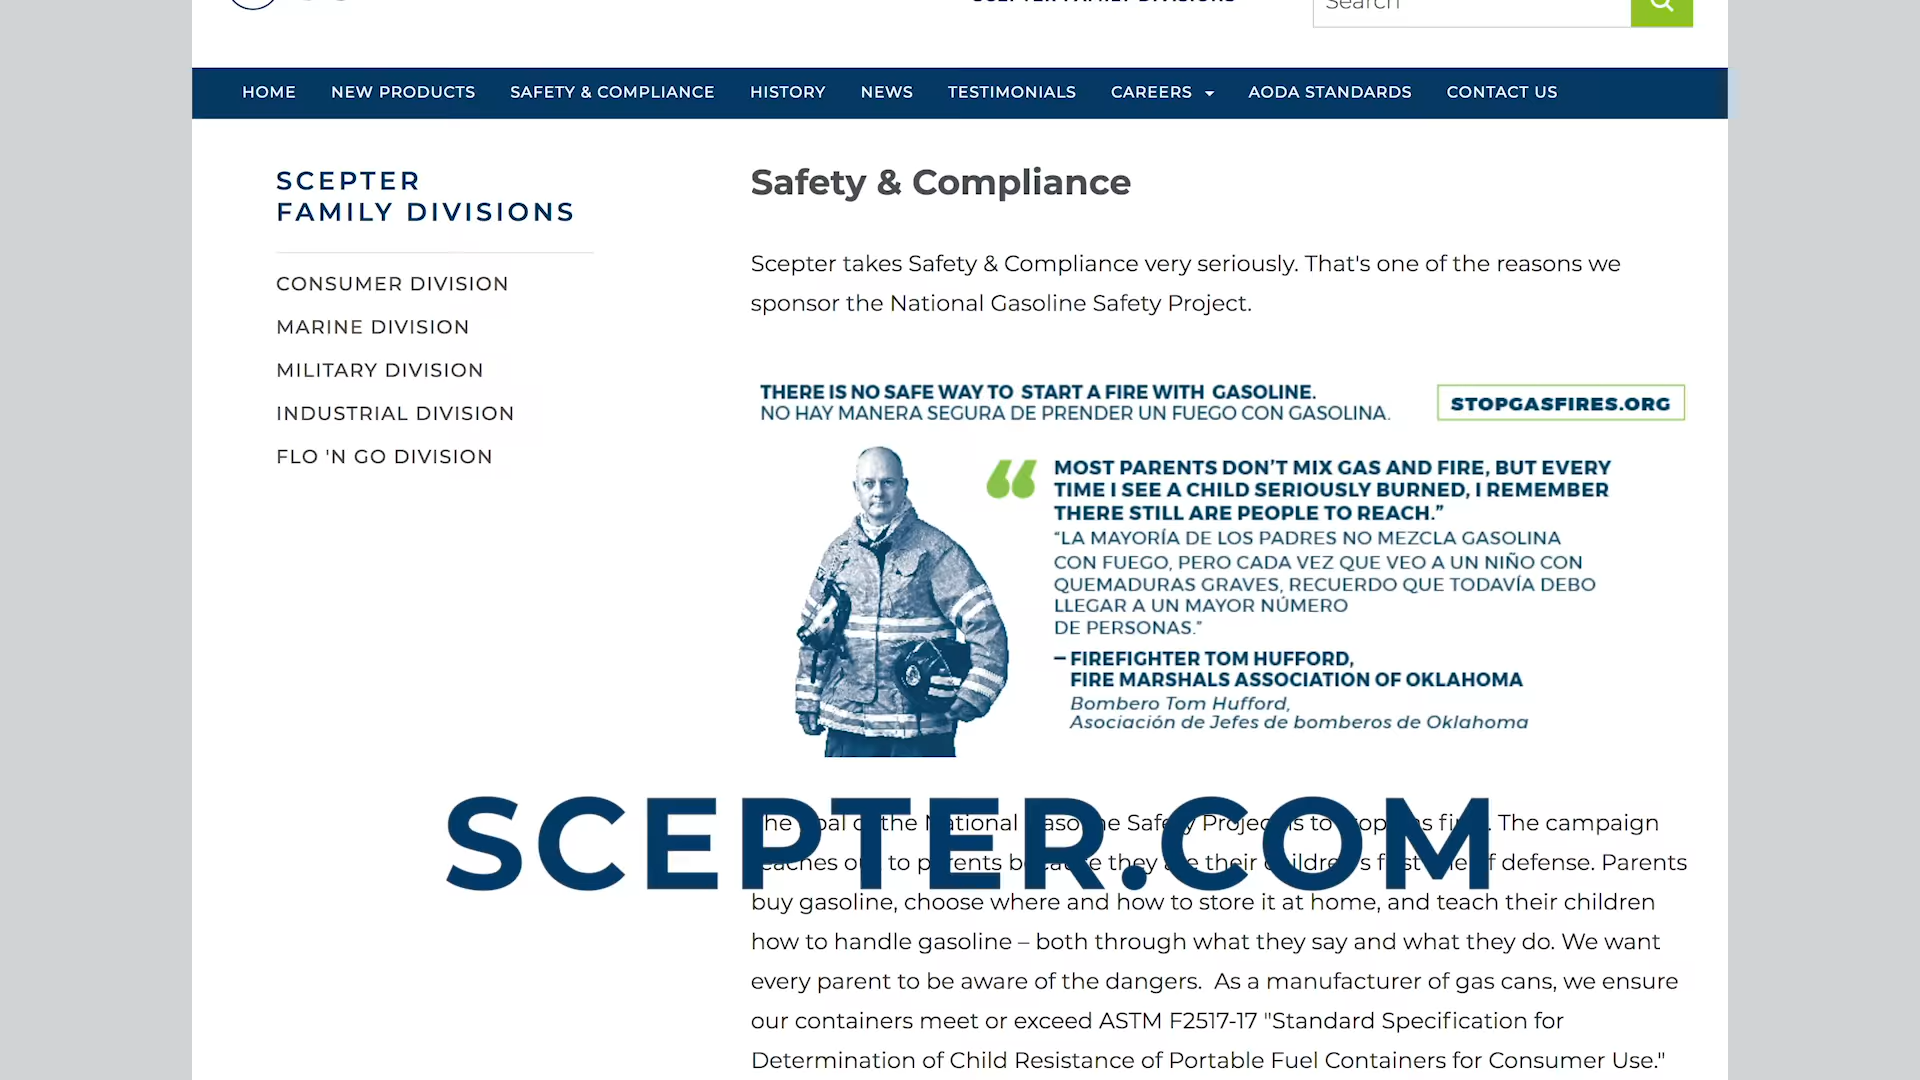 SCEPTER FAMILY DIVISIONS
Search
HOME NEW PRODUCTS SAFETY & COMPLIANCE HISTORY NEWS TESTIMONIALS CAREERS AODA STANDARDS CONTACT US
SCEPTER
FAMILY DIVISIONS
CONSUMER DIVISION
MARINE DIVISION
MILITARY DIVISION
INDUSTRIAL DIVISION
FLO 'N GO DIVISION
Safety & Compliance
Scepter takes Safety & Compliance very seriously. That's one of the reasons we
sponsor the National Gasoline Safety Project.
THERE IS NO SAFE WAY TO START A FIRE WITH GASOLINE.
NO HAY MANERA SEGURA DE PRENDER UN FUEGO CON GASOLINA.
STOPGASFIRES.ORG
“MOST PARENTS DON’T MIX GAS AND FIRE, BUT EVERY
TIME I SEE A CHILD SERIOUSLY BURNED, I REMEMBER
THERE STILL ARE PEOPLE TO REACH.”
“LA MAYORÍA DE LOS PADRES NO MEZCLA GASOLINA
CON FUEGO, PERO CADA VEZ QUE VEO A UN NIÑO CON
QUEMADURAS GRAVES, RECUERDO QUE TODAVÍA DEBO
LLEGAR A UN MAYOR NÚMERO
DE PERSONAS.”
– FIREFIGHTER TOM HUFFORD,
FIRE MARSHALS ASSOCIATION OF OKLAHOMA
Bombero Tom Hufford,
Asociación de Jefes de bomberos de Oklahoma
SCEPTER.COM
the National Safety Project to The campaign
to parents they their defense. Parents
buy gasoline, choose where and how to store it at home, and teach their children
how to handle gasoline – both through what they say and what they do. We want
every parent to be aware of the dangers. As a manufacturer of gas cans, we ensure
our containers meet or exceed ASTM F2517-17 "Standard Specification for
Determination of Child Resistance of Portable Fuel Containers for Consumer Use."